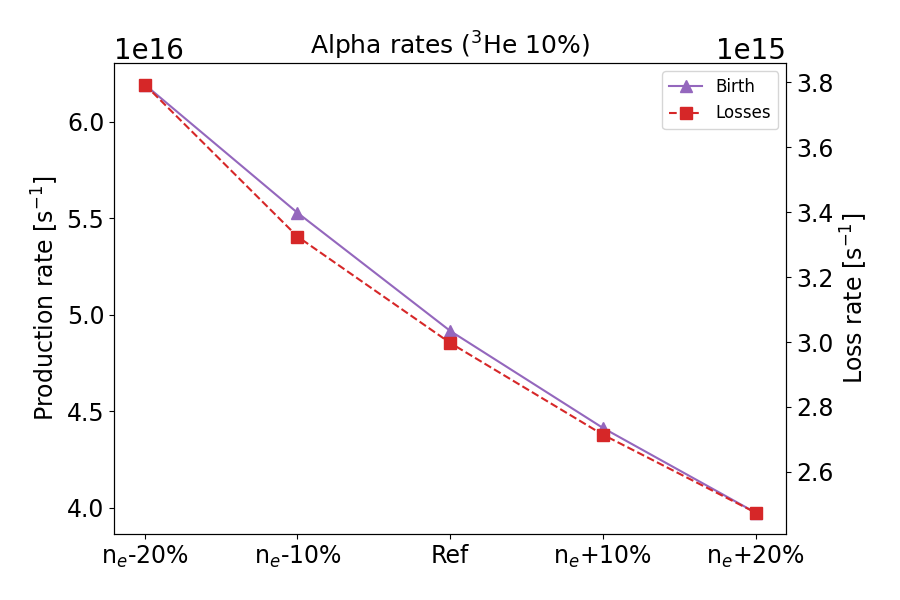 Alpha rates (³He 10%)
1e16
1e15
Birth
Losses
Production rate [s⁻¹]
6.0
5.5
5.0
4.5
4.0
Loss rate [s⁻¹]
3.8
3.6
3.4
3.2
3.0
2.8
2.6
nₑ-20% nₑ-10% Ref nₑ+10% nₑ+20%